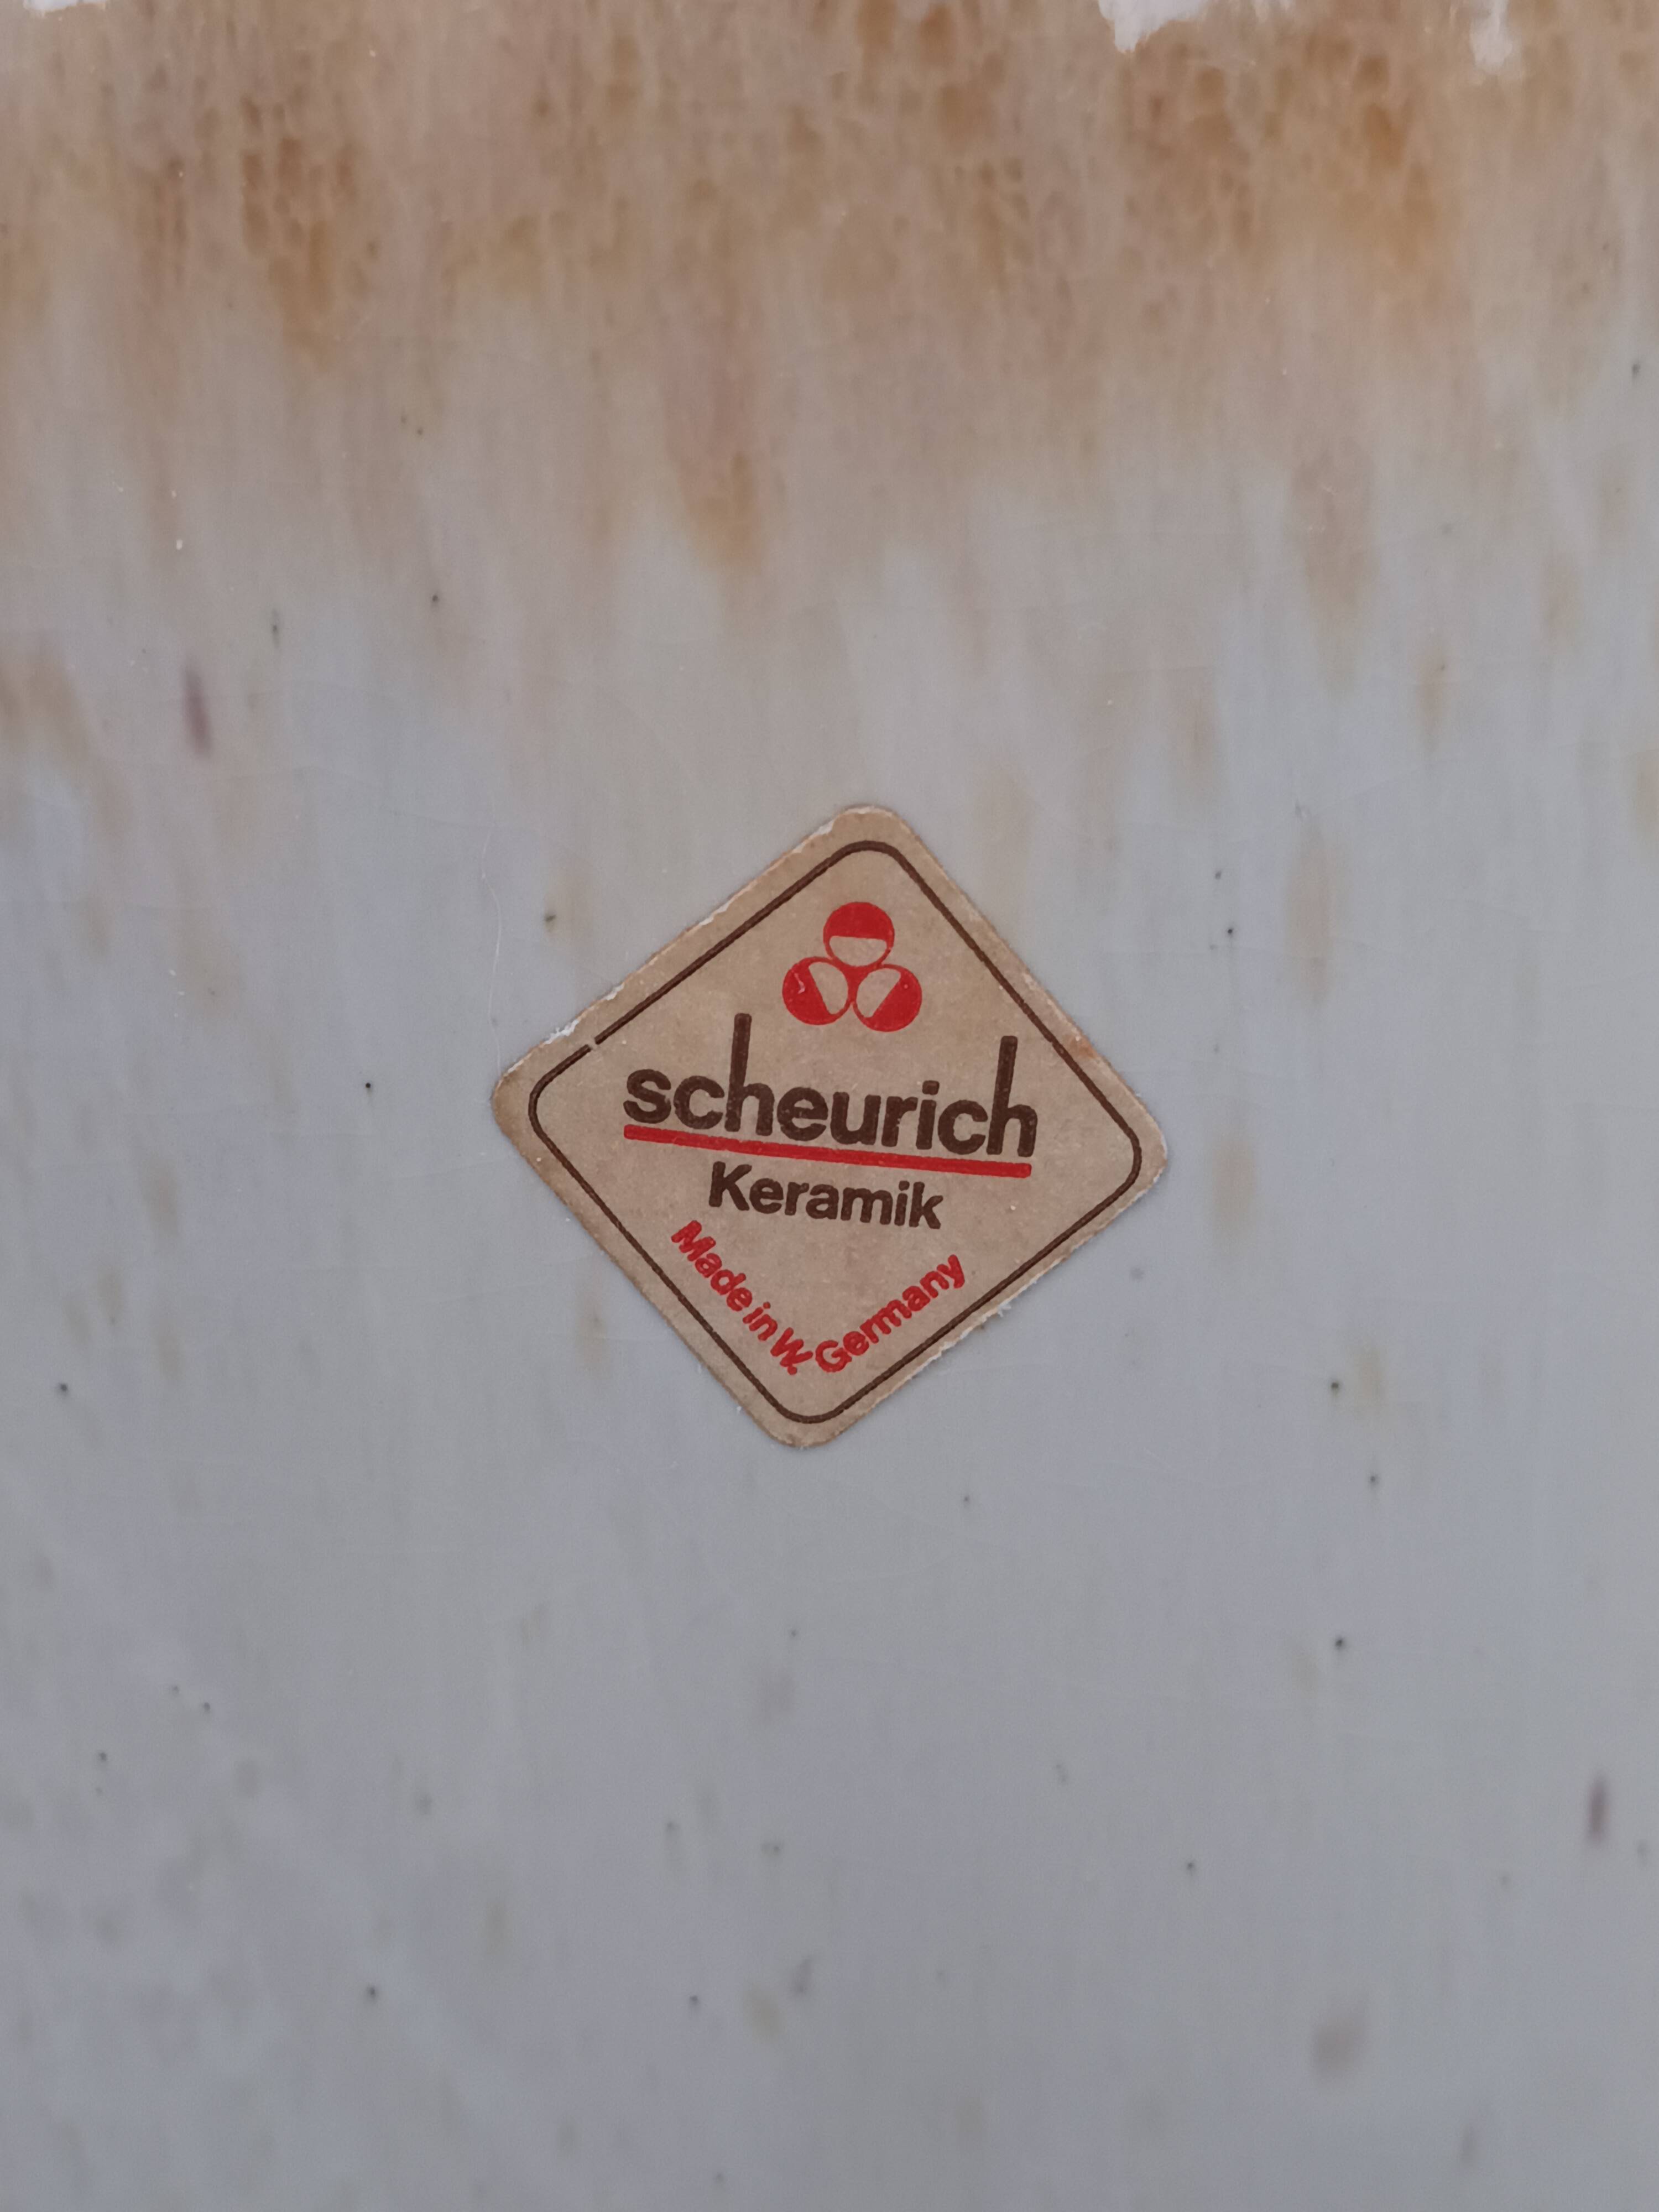 scheurich
Keramik
Made in W. Germany